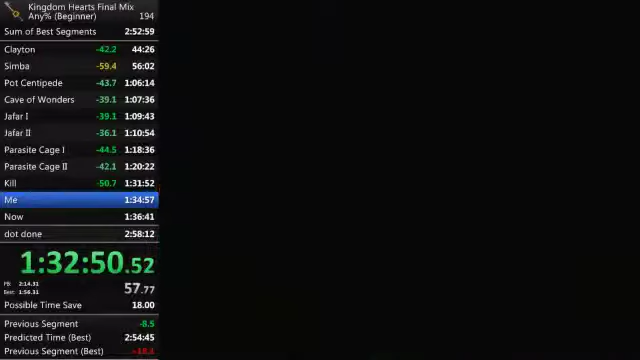 Kingdom Hearts Final Mix
Any% (Beginner) 194
Sum of Best Segments 2:52:59
Clayton -42.2 44:26
Simba -59.4 56:02
Pot Centipede -43.7 1:06:14
Cave of Wonders -39.1 1:07:36
Jafar I -39.1 1:09:43
Jafar II -36.1 1:10:54
Parasite Cage I -44.5 1:18:36
Parasite Cage II -42.1 1:20:22
Kill -50.7 1:31:52
Me 1:34:57
Now 1:36:41
dot done 2:58:12
1:32:50.52
PB: 2:14.31
Best: 1:56.31
57.77
Possible Time Save 18.00
Previous Segment -8.5
Predicted Time (Best) 2:54:45
Previous Segment (Best)